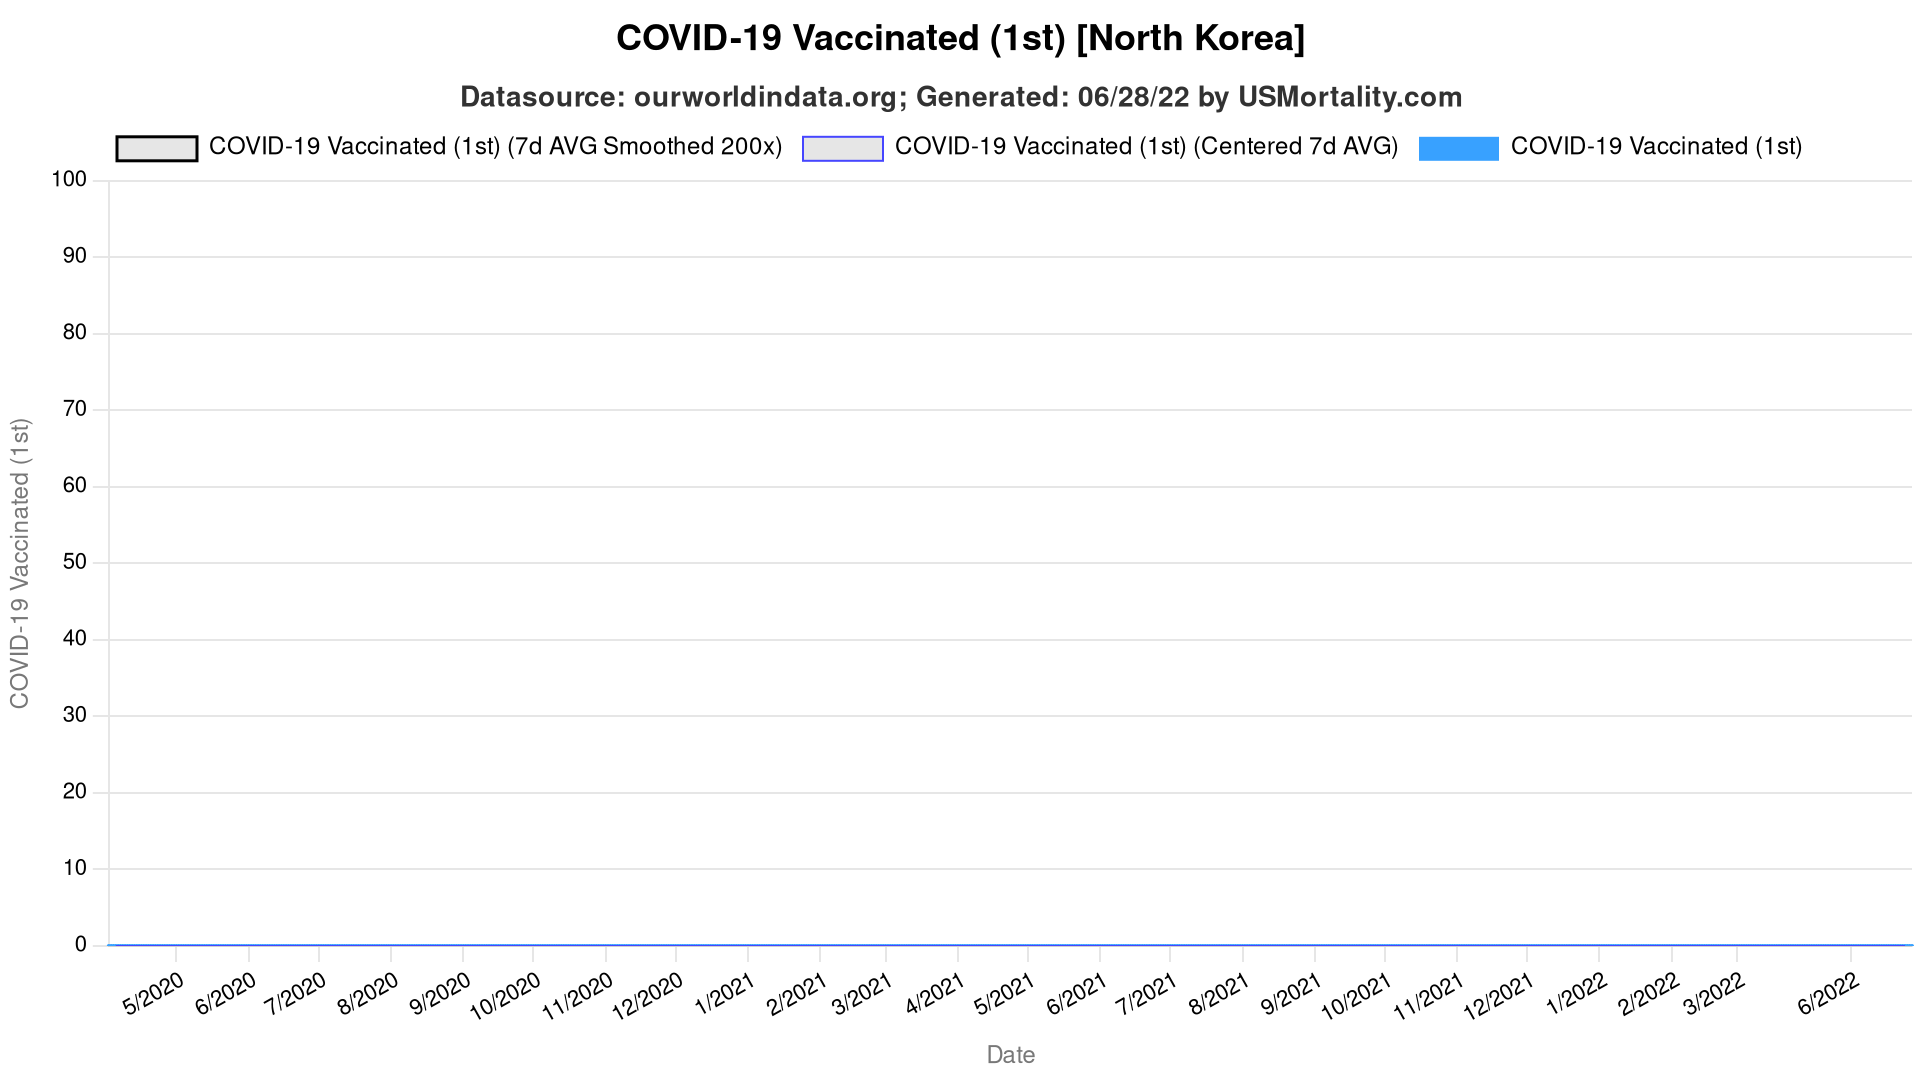 COVID-19 Vaccinated (1st) [North Korea]
Datasource: ourworldindata.org; Generated: 06/28/22 by USMortality.com
COVID-19 Vaccinated (1st) (7d AVG Smoothed 200x) COVID-19 Vaccinated (1st) (Centered 7d AVG) COVID-19 Vaccinated (1st)
COVID-19 Vaccinated (1st)
100
90
80
70
60
50
40
30
20
10
0
5/2020 6/2020 7/2020 8/2020 9/2020 10/2020 11/2020 12/2020 1/2021 2/2021 3/2021 4/2021 5/2021 6/2021 7/2021 8/2021 9/2021 10/2021 11/2021 12/2021 1/2022 2/2022 3/2022 6/2022
Date